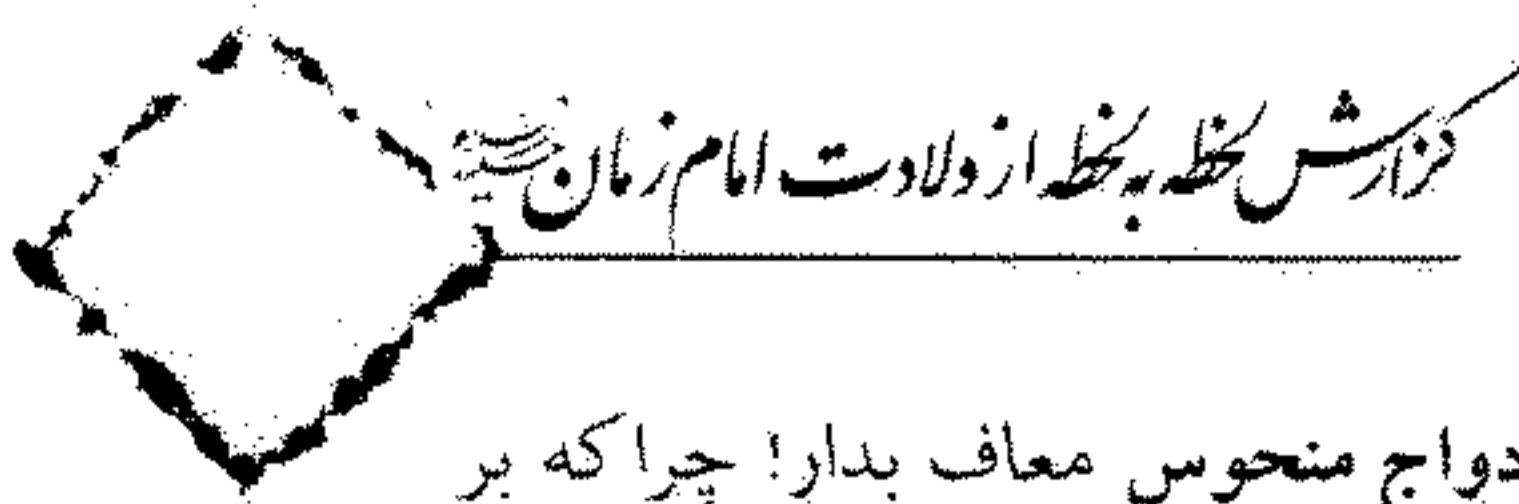 گزارش لحظه به لحظه از ولادت امام زمان
دواج منحوس معاف بدار! چرا که بر